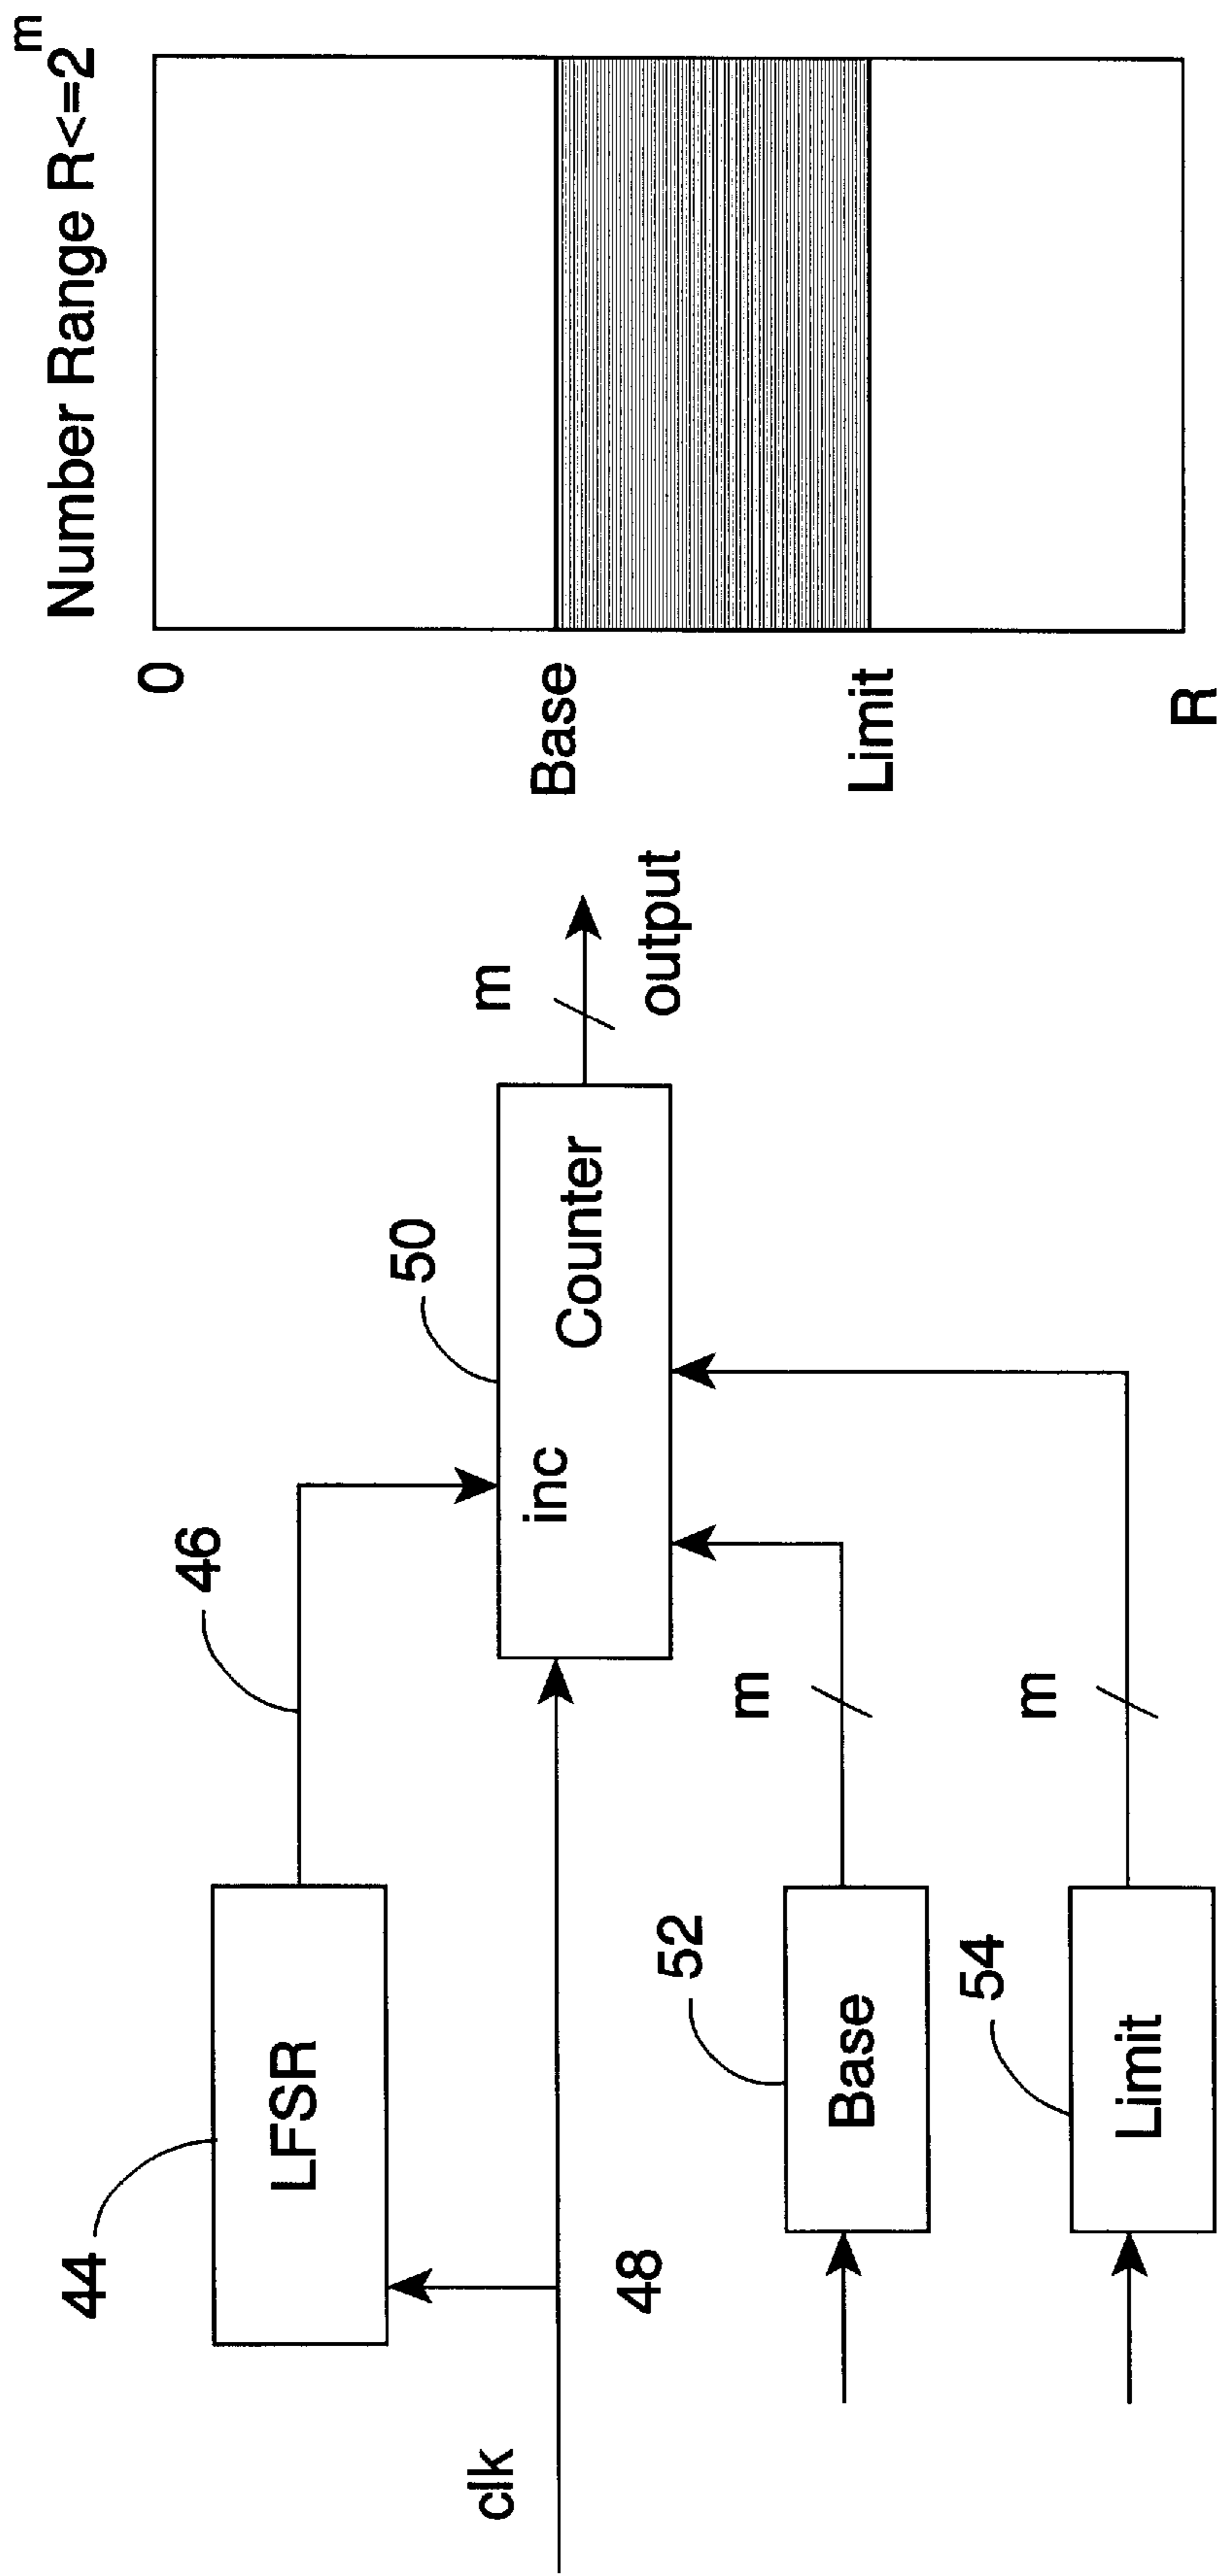 44
LFSR
46
clk
48
50
inc
Counter
m
output
52
Base
m
54
Limit
m
Number Range R<=2^m
0
Base
Limit
R